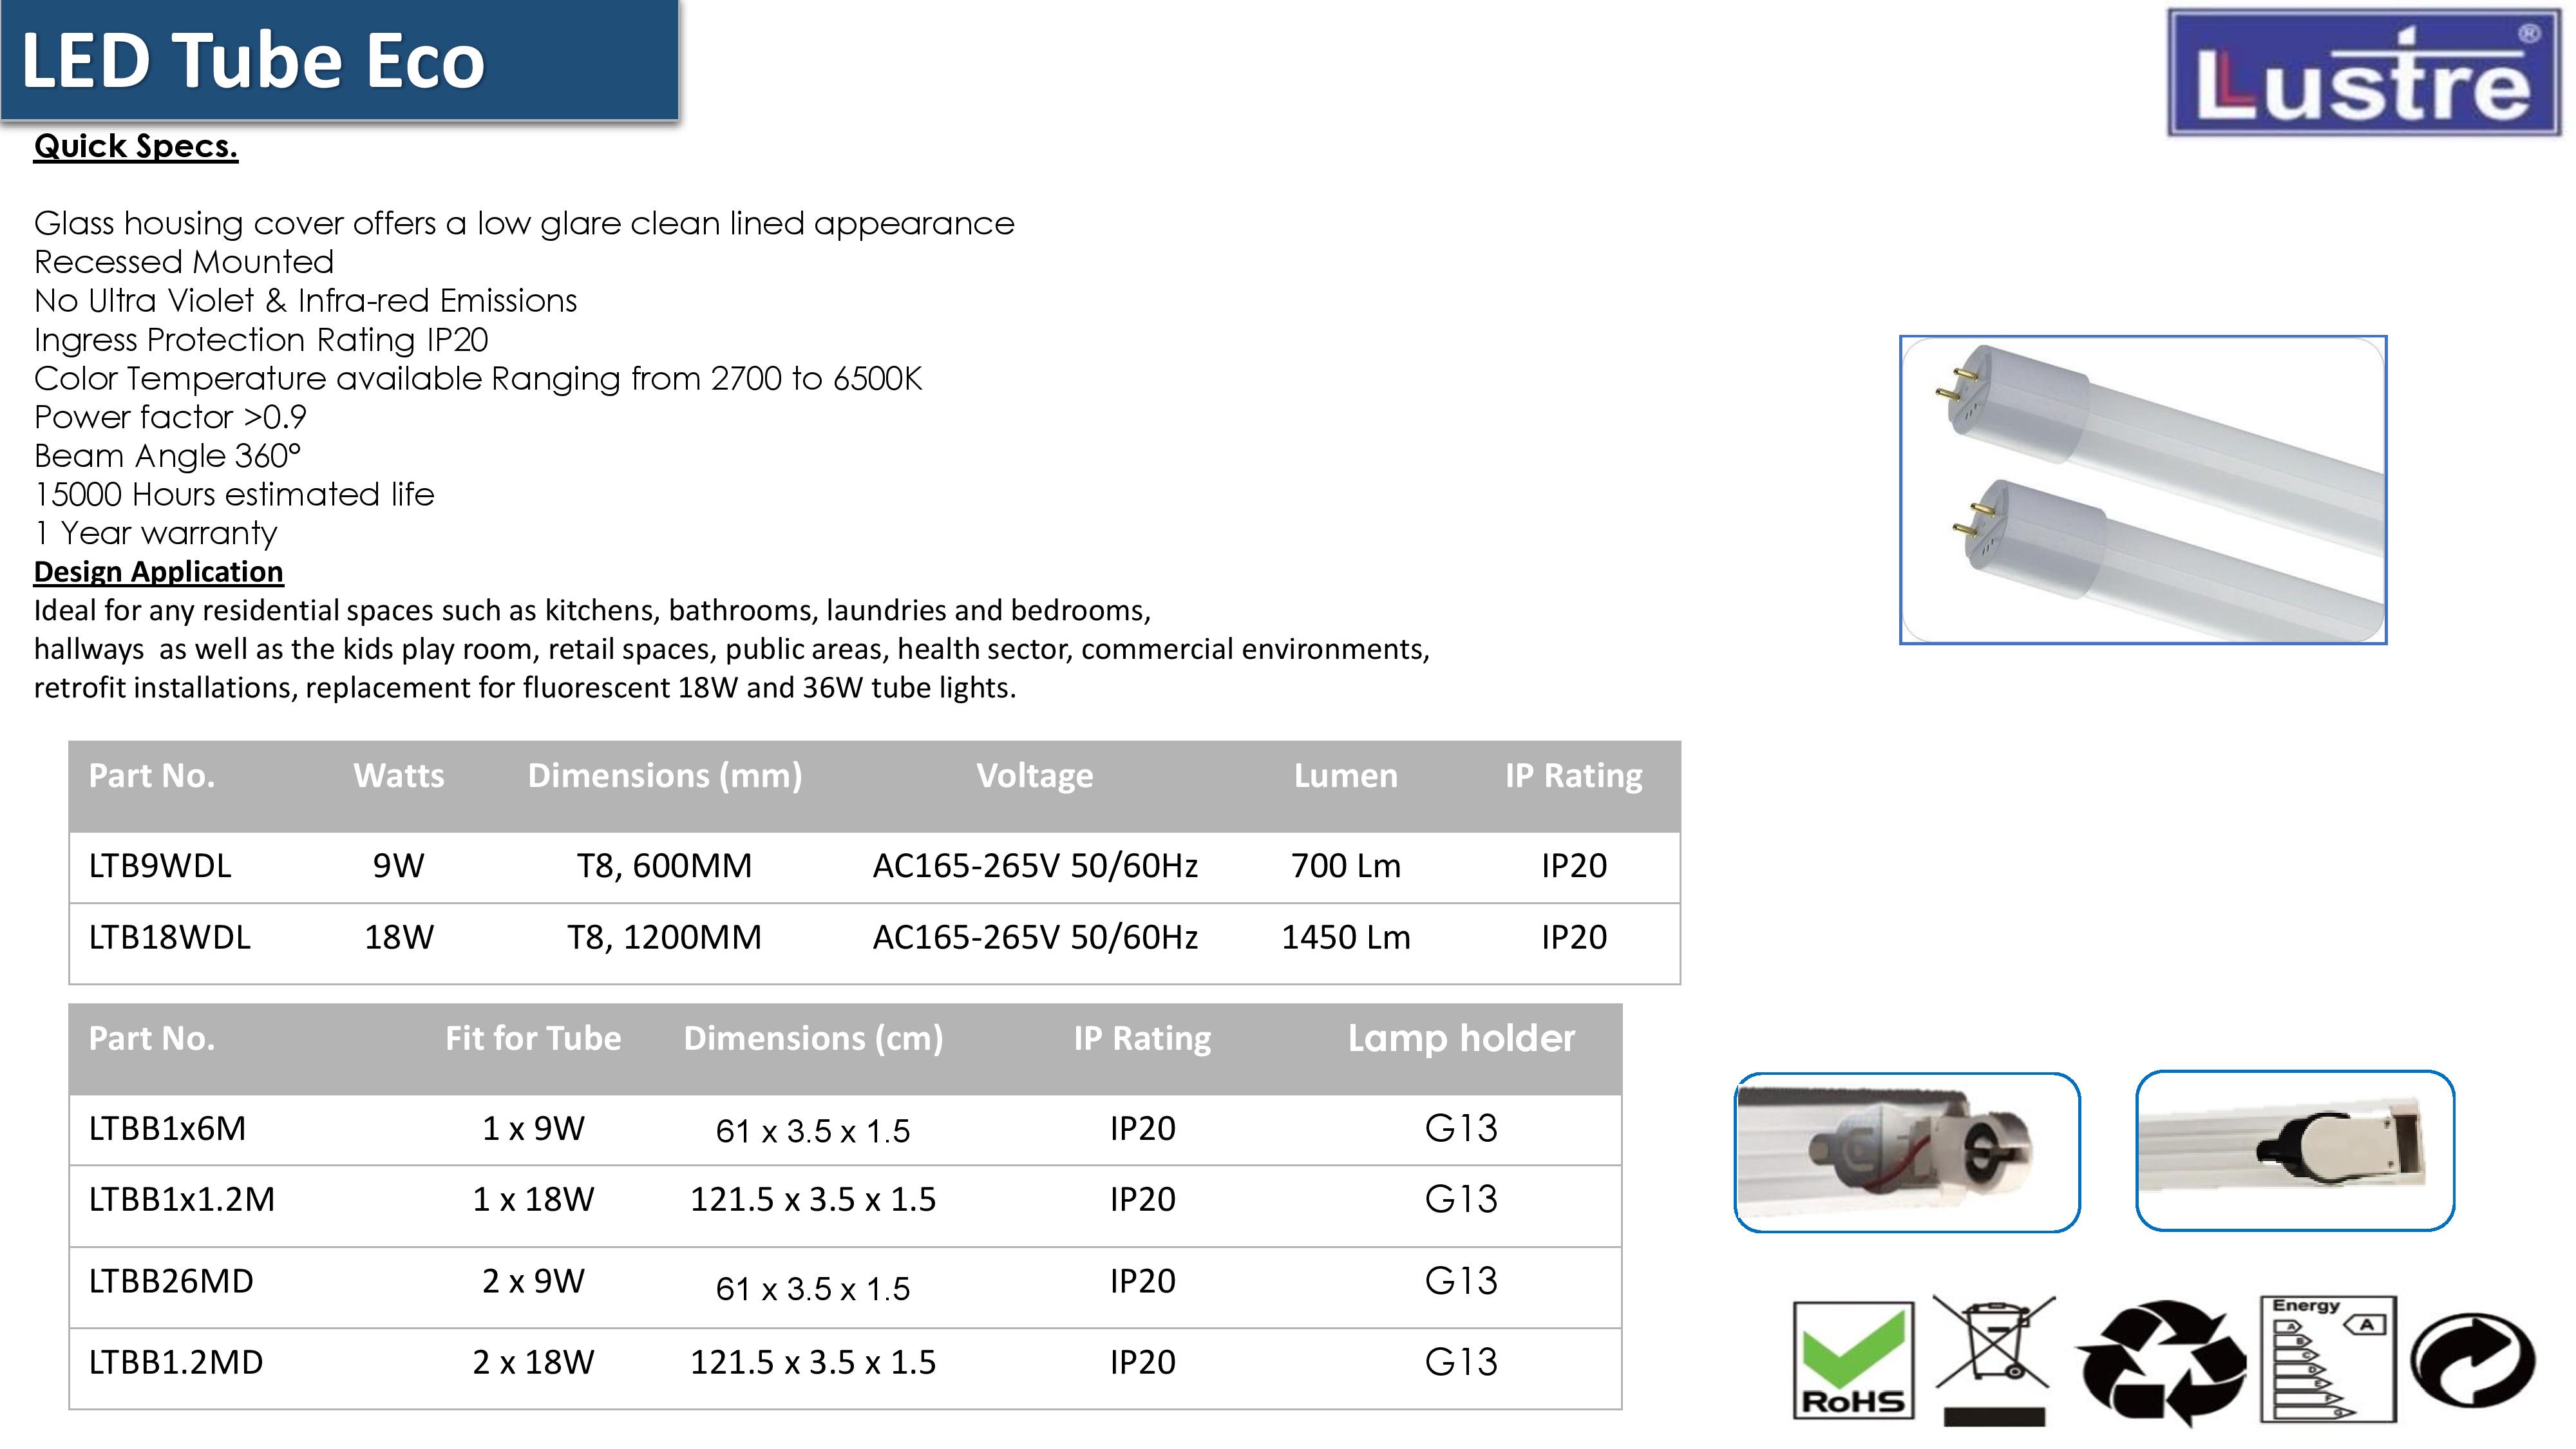 LED Tube Eco
Lustre ®
Quick Specs.
Glass housing cover offers a low glare clean lined appearance
Recessed Mounted
No Ultra Violet & Infra-red Emissions
Ingress Protection Rating IP20
Color Temperature available Ranging from 2700 to 6500K
Power factor >0.9
Beam Angle 360°
15000 Hours estimated life
1 Year warranty
Design Application
Ideal for any residential spaces such as kitchens, bathrooms, laundries and bedrooms,
hallways  as well as the kids play room, retail spaces, public areas, health sector, commercial environments,
retrofit installations, replacement for fluorescent 18W and 36W tube lights.
Part No. Watts Dimensions (mm) Voltage Lumen IP Rating
LTB9WDL 9W T8, 600MM AC165-265V 50/60Hz 700 Lm IP20
LTB18WDL 18W T8, 1200MM AC165-265V 50/60Hz 1450 Lm IP20
Part No. Fit for Tube Dimensions (cm) IP Rating Lamp holder
LTBB1x6M 1 x 9W 61 x 3.5 x 1.5 IP20 G13
LTBB1x1.2M 1 x 18W 121.5 x 3.5 x 1.5 IP20 G13
LTBB26MD 2 x 9W 61 x 3.5 x 1.5 IP20 G13
LTBB1.2MD 2 x 18W 121.5 x 3.5 x 1.5 IP20 G13
RoHS
Energy
A
A
B
C
D
E
F
G